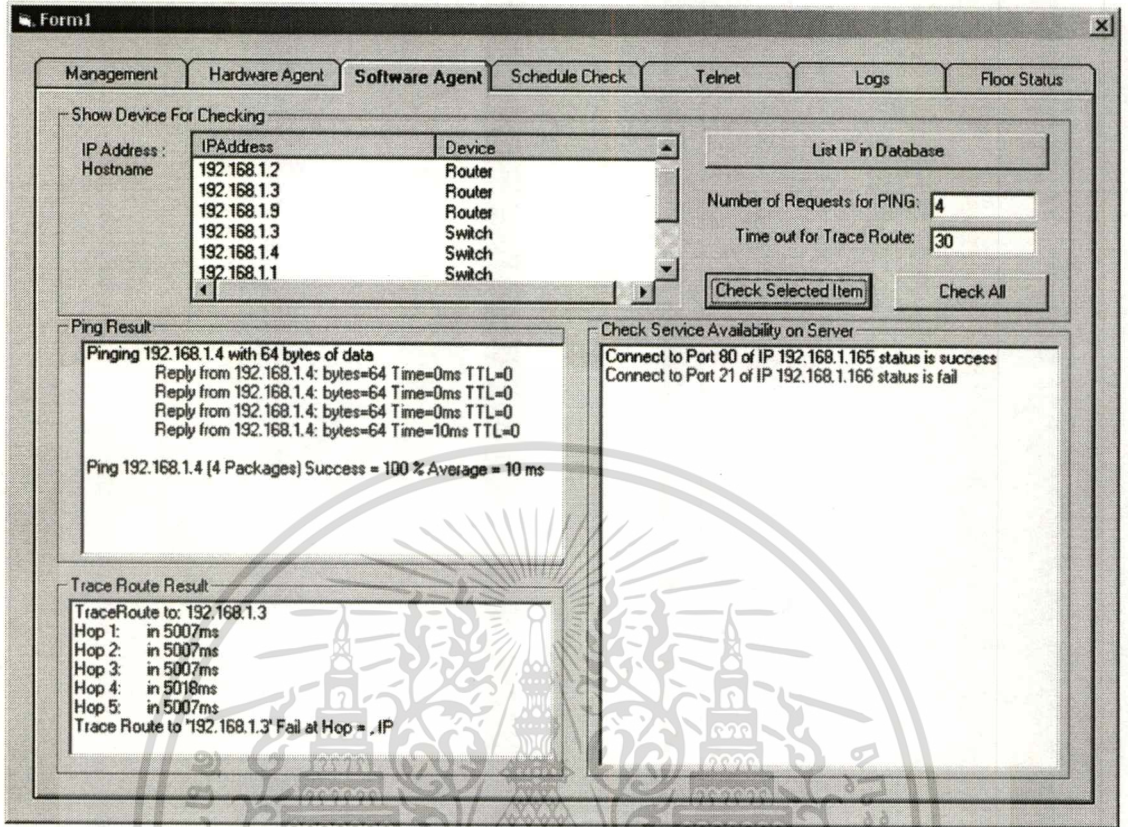 Form1
Management Hardware Agent Software Agent Schedule Check Telnet Logs Floor Status
Show Device For Checking
IP Address :
Hostname
IPAddress Device
192.168.1.2 Router
192.168.1.3 Router
192.168.1.9 Router
192.168.1.3 Switch
192.168.1.4 Switch
192.168.1.1 Switch
List IP in Database
Number of Requests for PING: 4
Time out for Trace Route: 30
Check Selected Item Check All
Ping Result
Pinging 192.168.1.4 with 64 bytes of data
Reply from 192.168.1.4: bytes=64 Time=0ms TTL=0
Reply from 192.168.1.4: bytes=64 Time=0ms TTL=0
Reply from 192.168.1.4: bytes=64 Time=0ms TTL=0
Reply from 192.168.1.4: bytes=64 Time=10ms TTL=0
Ping 192.168.1.4 (4 Packages) Success = 100 % Average = 10 ms
Check Service Availability on Server
Connect to Port 80 of IP 192.168.1.165 status is success
Connect to Port 21 of IP 192.168.1.166 status is fail
Trace Route Result
TraceRoute to: 192.168.1.3
Hop 1: in 5007ms
Hop 2: in 5007ms
Hop 3: in 5007ms
Hop 4: in 5018ms
Hop 5: in 5007ms
Trace Route to '192.168.1.3' Fail at Hop = , IP